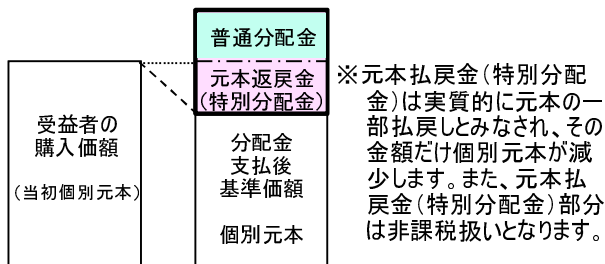 普通分配金
元本返戻金
(特別分配金)
受益者の
購入価額
(当初個別元本)
分配金
支払後
基準価額
個別元本
※元本払戻金(特別分配
金)は実質的に元本の一
部払戻しとみなされ、その
金額だけ個別元本が減
少します。また、元本払
戻金(特別分配金)部分
は非課税扱いとなります。